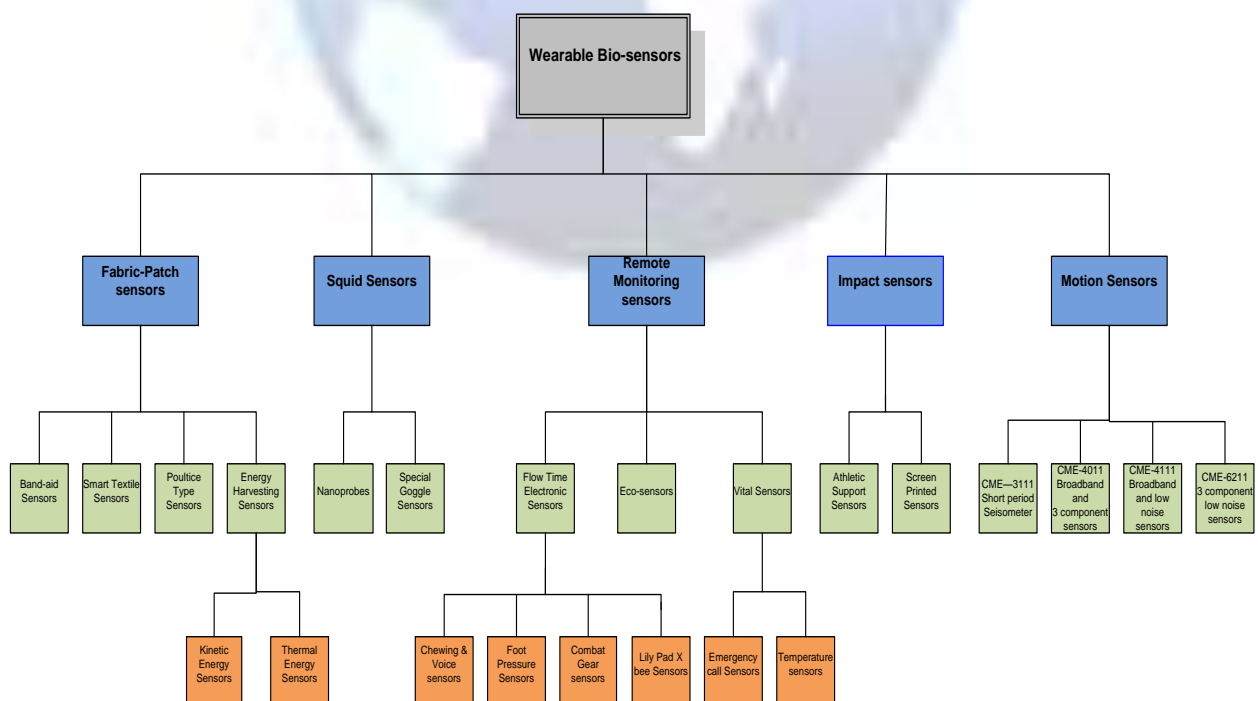 Wearable Bio-sensors
Fabric-Patch
sensors
Squid Sensors
Remote
Monitoring
sensors
Impact sensors
Motion Sensors
Band-aid
Sensors
Smart Textile
Sensors
Poultice
Type
Sensors
Energy
Harvesting
Sensors
Nanoprobes
Special
Goggle
Sensors
Flow Time
Electronic
Sensors
Eco-sensors
Vital Sensors
Athletic
Support
Sensors
Screen
Printed
Sensors
CME—3111
Short period
Seisometer
CME-4011
Broadband
and
3 component
sensors
CME-4111
Broadband
and low
noise
sensors
CME-6211
3 component
low noise
sensors
Kinetic
Energy
Sensors
Thermal
Energy
Sensors
Chewing &
Voice
sensors
Foot
Pressure
Sensors
Combat
Gear
sensors
Lily Pad X
bee Sensors
Emergency
call Sensors
Temperature
sensors